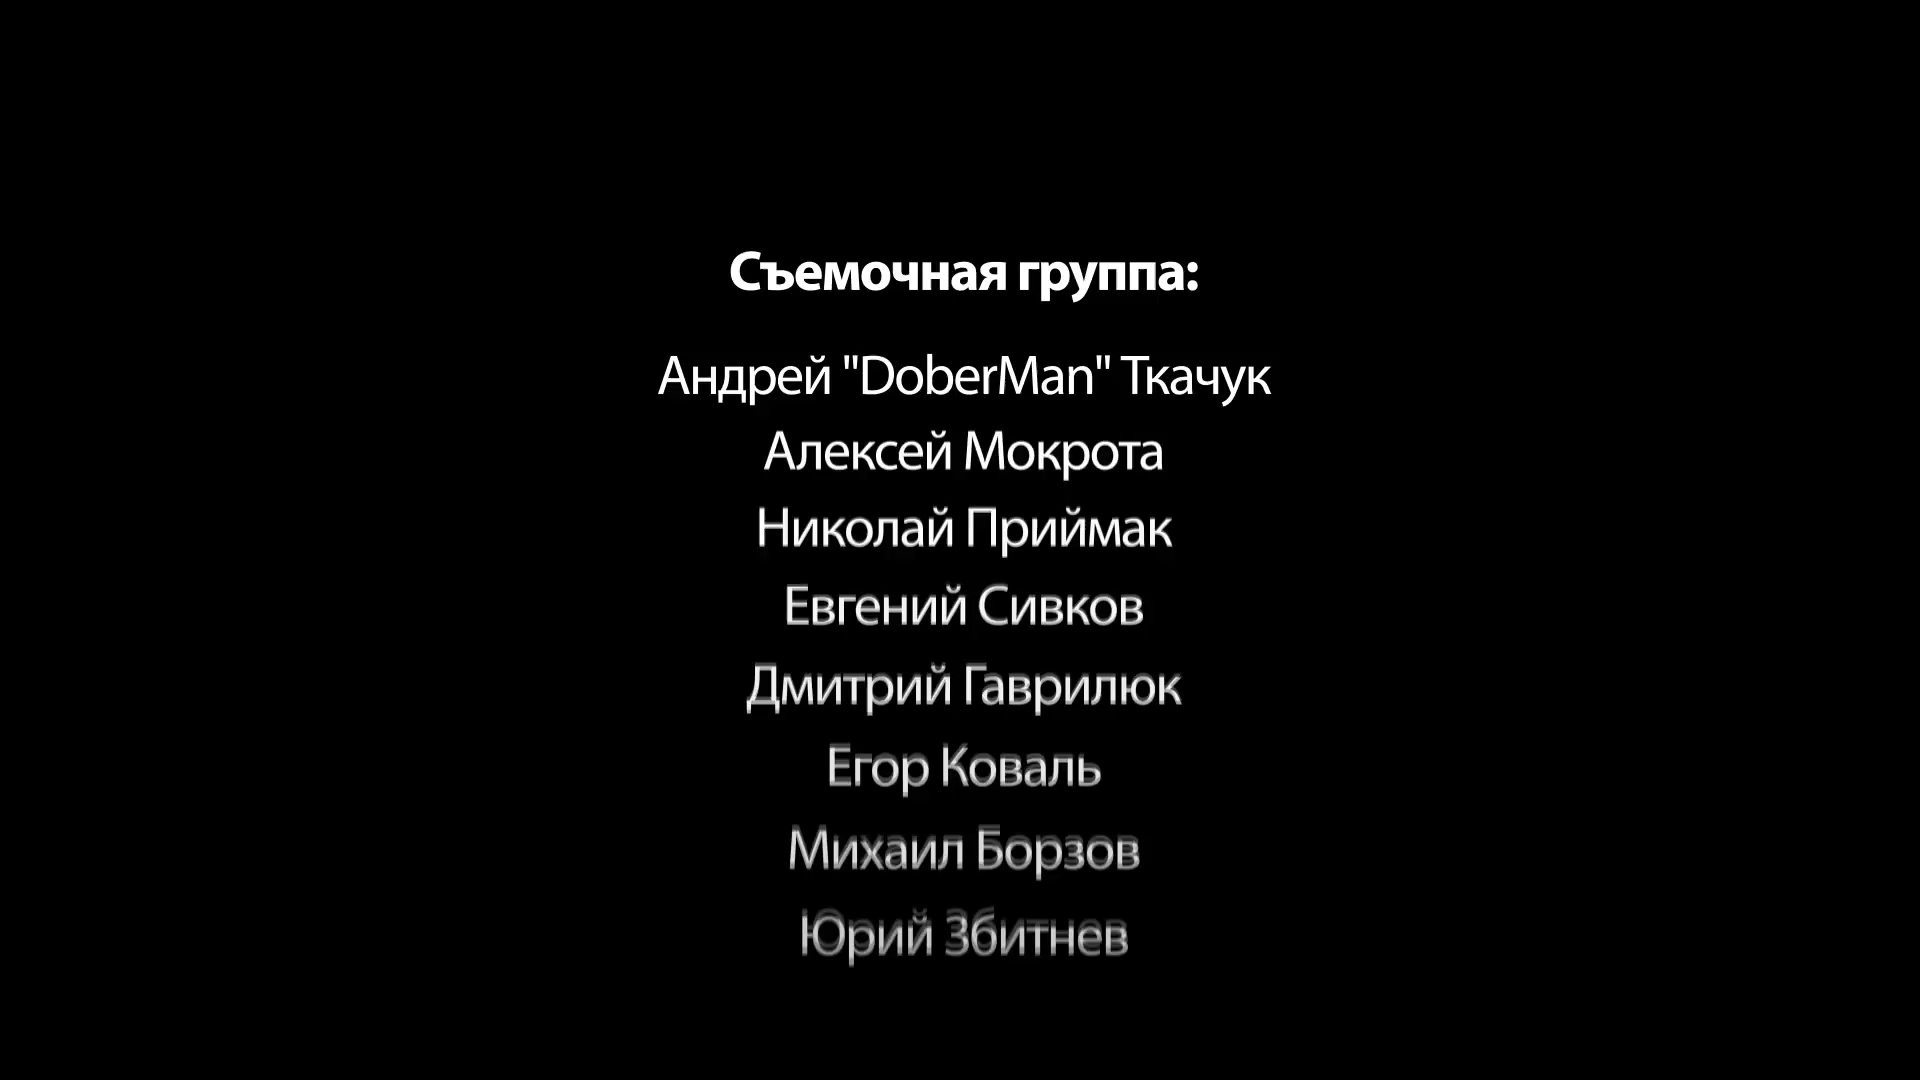 Съемочная группа:
Андрей "DoberMan" Ткачук
Алексей Мокрота
Николай Приймак
Евгений Сивков
Дмитрий Гаврилюк
Егор Коваль
Михаил Борзов
Юрий Збитнев